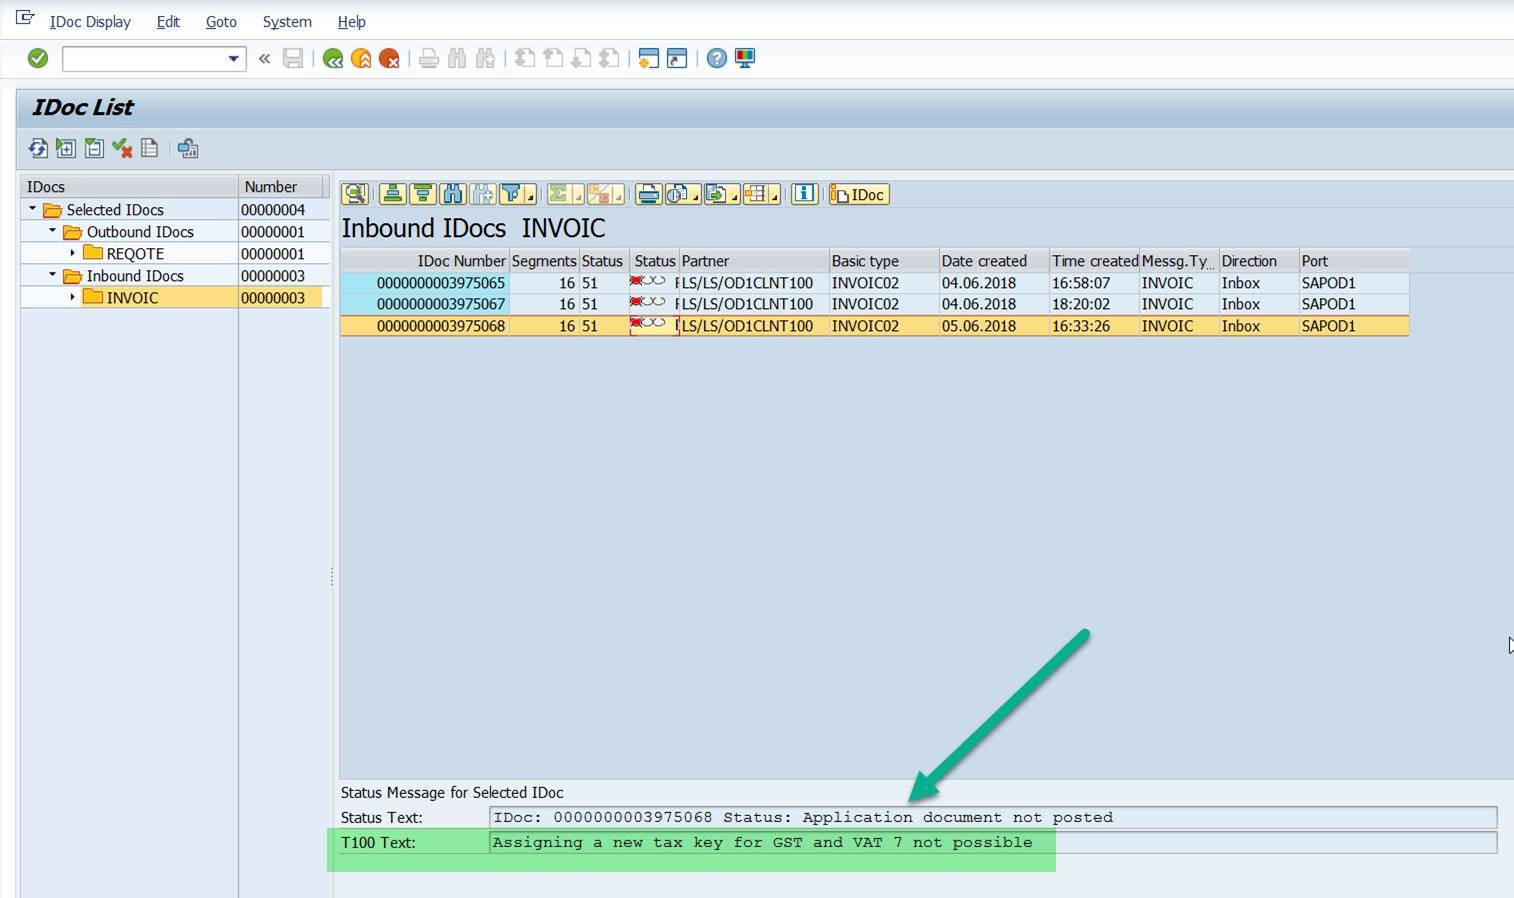 IDoc Display Edit Goto System Help
IDoc List
IDocs Number
Selected IDocs 00000004
Outbound IDocs 00000001
REQOTE 00000001
Inbound IDocs 00000003
INVOIC 00000003
IDoc
Inbound IDocs INVOIC
IDoc Number Segments Status Status Partner Basic type Date created Time created Messg.Ty... Direction Port
0000000003975065 16 51 LS/LS/OD1CLNT100 INVOIC02 04.06.2018 16:58:07 INVOIC Inbox SAPOD1
0000000003975067 16 51 LS/LS/OD1CLNT100 INVOIC02 04.06.2018 18:20:02 INVOIC Inbox SAPOD1
0000000003975068 16 51 LS/LS/OD1CLNT100 INVOIC02 05.06.2018 16:33:26 INVOIC Inbox SAPOD1
Status Message for Selected IDoc
Status Text: IDoc: 0000000003975068 Status: Application document not posted
T100 Text: Assigning a new tax key for GST and VAT 7 not possible